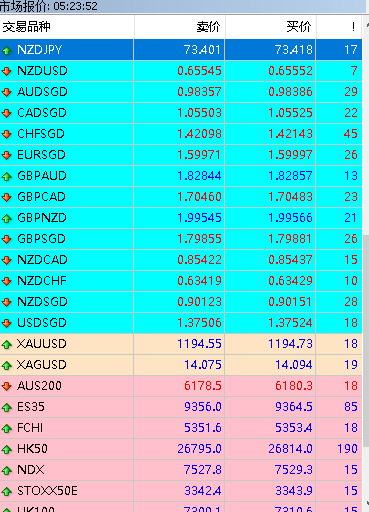 市场报价: 05:23:52
交易品种 卖价 买价 !
NZDJPY 73.401 73.418 17
NZDUSD 0.65545 0.65552 7
AUDSGD 0.98357 0.98386 29
CADSGD 1.05503 1.05525 22
CHFSGD 1.42098 1.42143 45
EURSGD 1.59971 1.59997 26
GBPAUD 1.82844 1.82857 13
GBPCAD 1.70460 1.70483 23
GBPNZD 1.99545 1.99566 21
GBPSGD 1.79855 1.79881 26
NZDCAD 0.85422 0.85437 15
NZDCHF 0.63419 0.63429 10
NZDSGD 0.90123 0.90151 28
USDSGD 1.37506 1.37524 18
XAUUSD 1194.55 1194.73 18
XAGUSD 14.075 14.094 19
AUS200 6178.5 6180.3 18
ES35 9356.0 9364.5 85
FCHI 5351.6 5353.4 18
HK50 26795.0 26814.0 190
NDX 7527.8 7529.3 15
STOXX50E 3342.4 3343.9 15
UK100 15